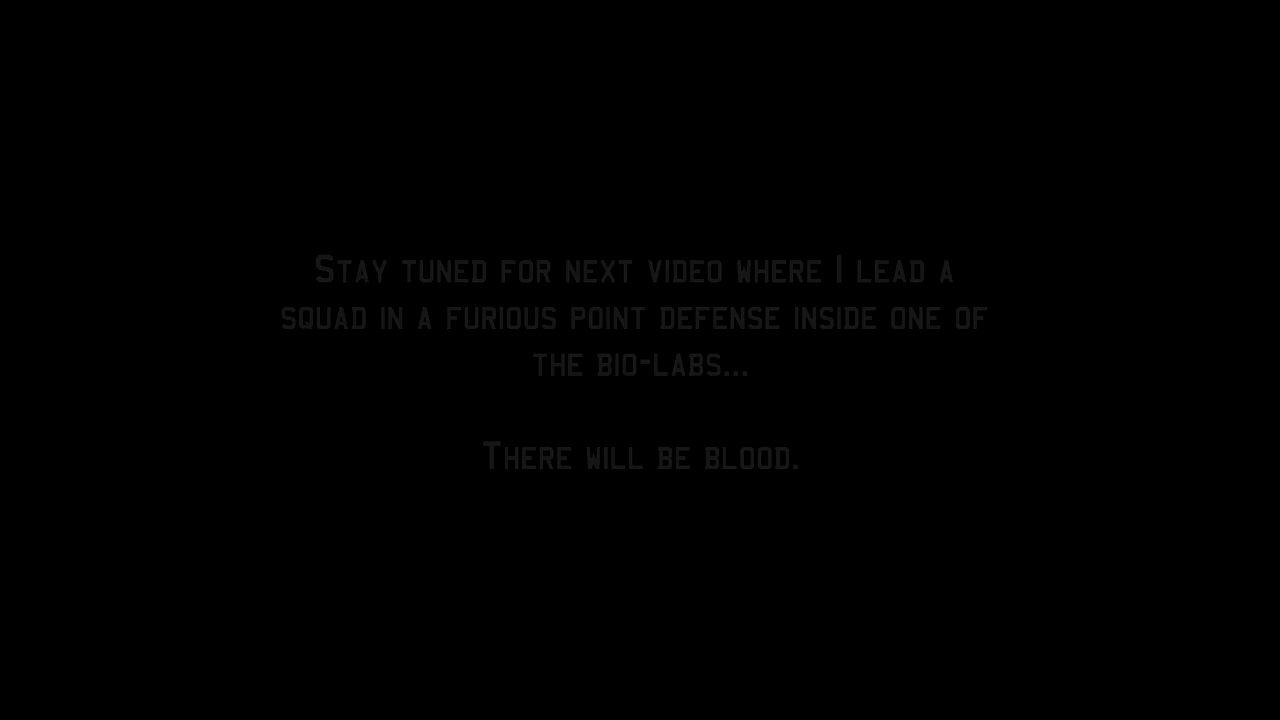 Stay tuned for next video where I lead a
squad in a furious point defense inside one of
the bio-labs...
There will be blood.